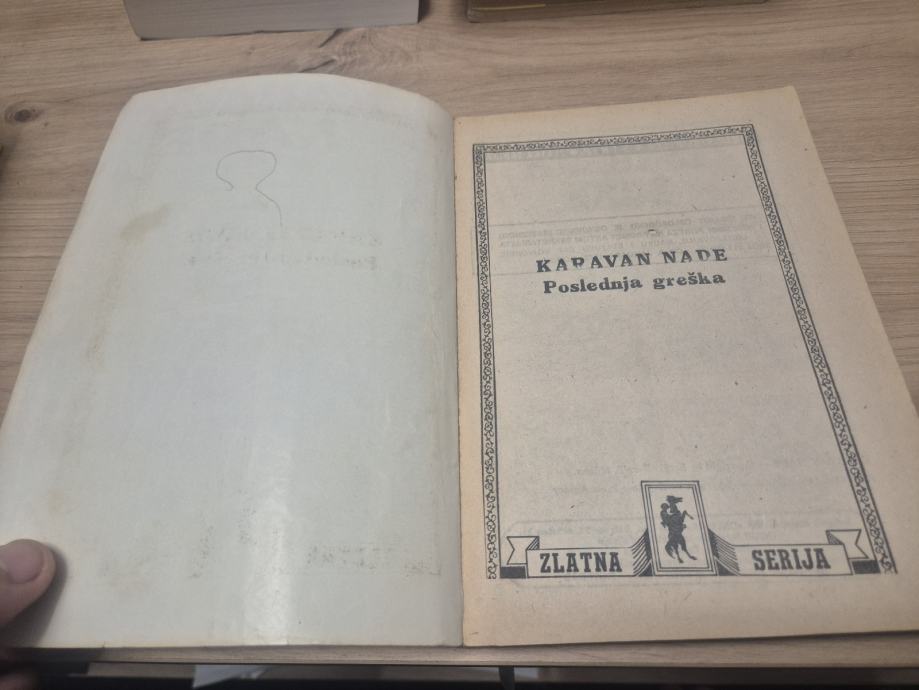 KARAVAN NADE
Poslednja greška
ZLATNA SERIJA